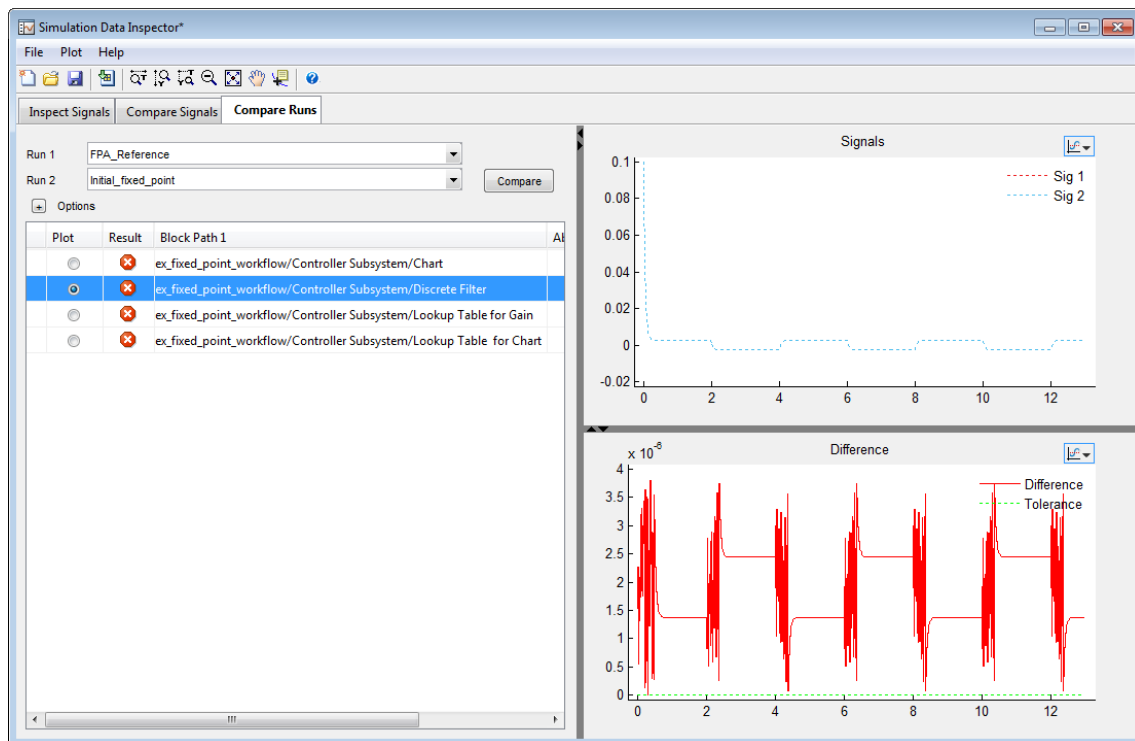 Simulation Data Inspector*
File Plot Help
Inspect Signals Compare Signals Compare Runs
Run 1 FPA_Reference
Run 2 Initial_fixed_point Compare
+ Options
Plot Result Block Path 1
ex_fixed_point_workflow/Controller Subsystem/Chart
ex_fixed_point_workflow/Controller Subsystem/Discrete Filter
ex_fixed_point_workflow/Controller Subsystem/Lookup Table for Gain
ex_fixed_point_workflow/Controller Subsystem/Lookup Table for Chart
Signals
Sig 1
Sig 2
0.1
0.08
0.06
0.04
0.02
0
-0.02
0 2 4 6 8 10 12
Difference
x 10^-6
Difference
Tolerance
4
3.5
3
2.5
2
1.5
1
0.5
0
0 2 4 6 8 10 12